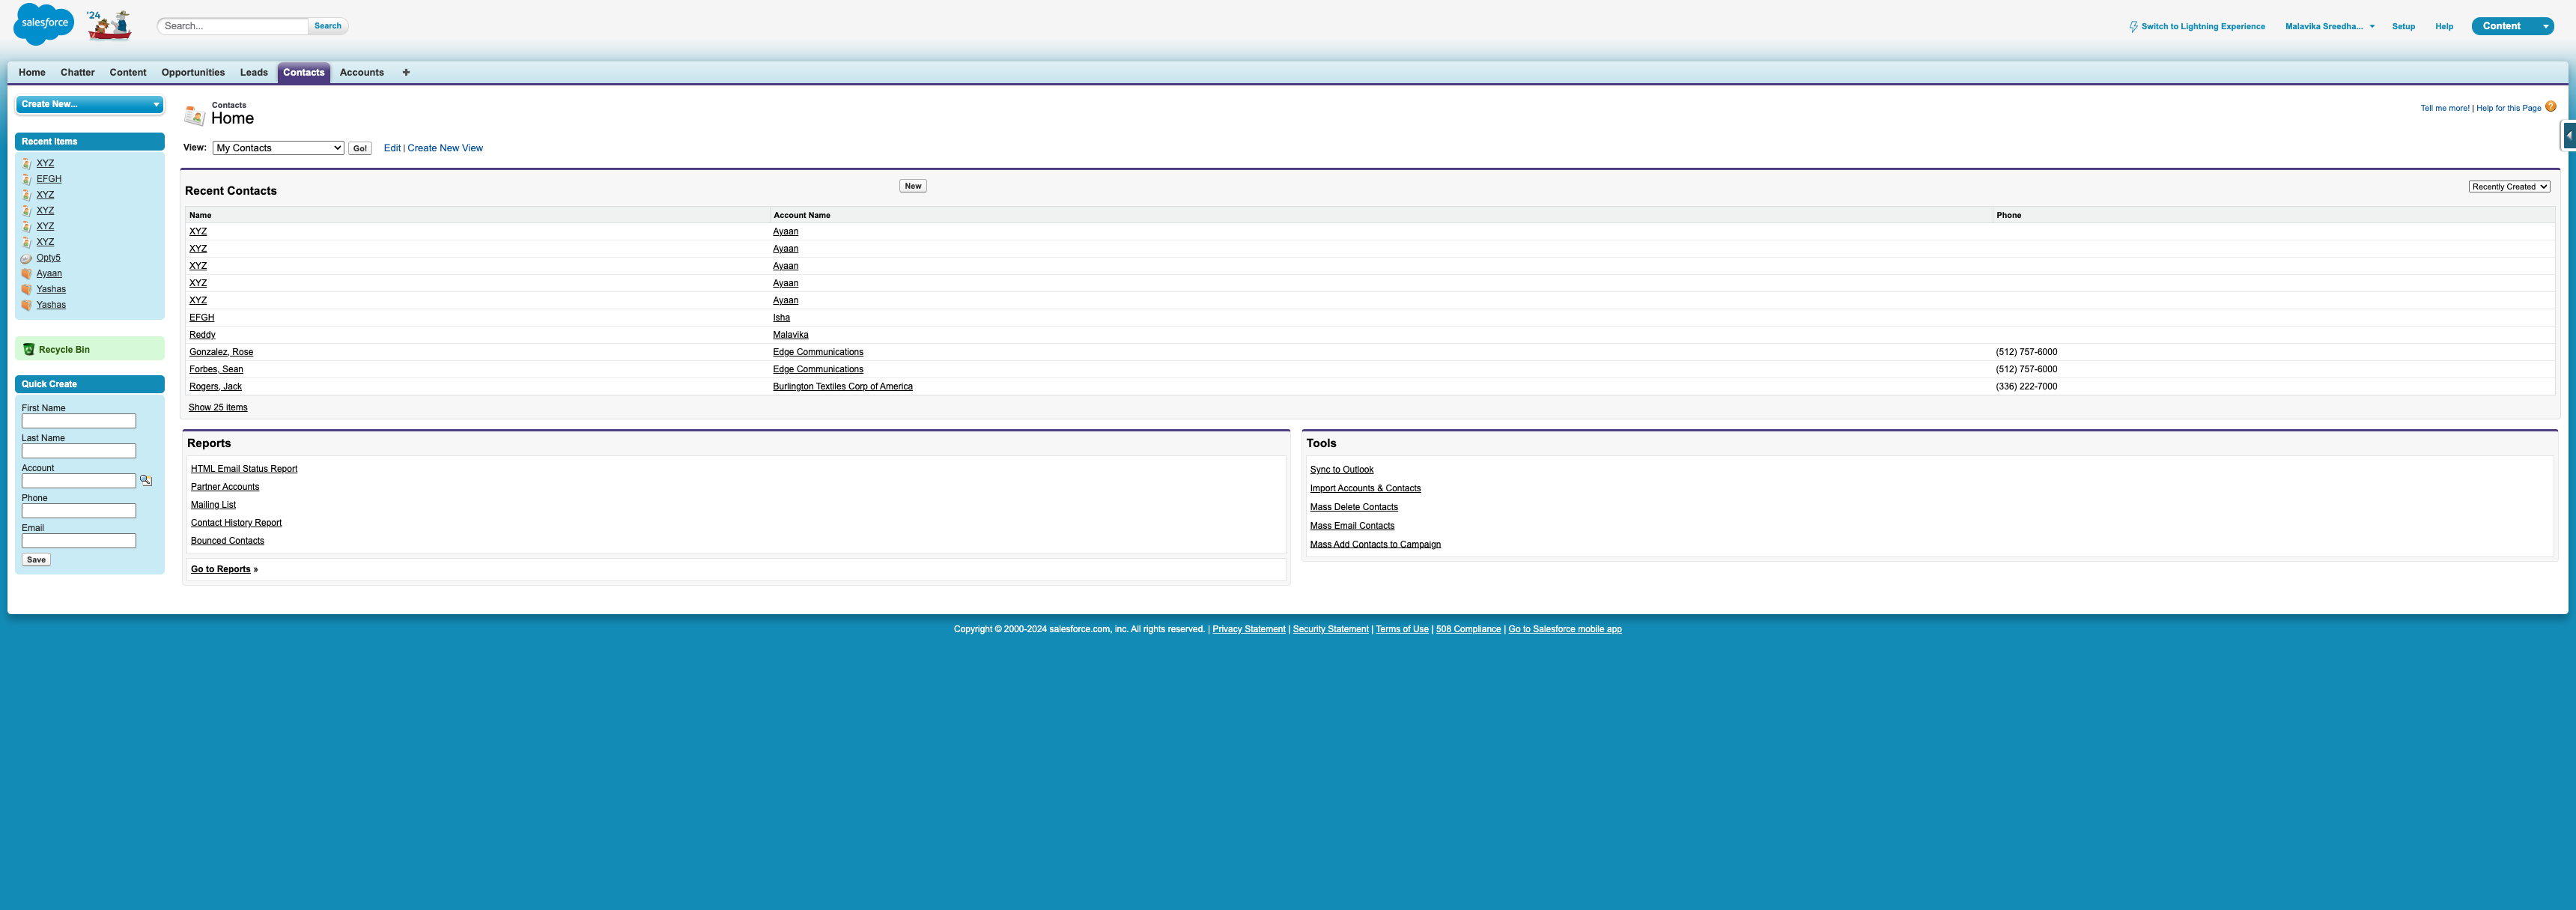 salesforce
'24
Search...
Search
Switch to Lightning Experience
Malavika Sreedha...
Setup
Help
Content
Home
Chatter
Content
Opportunities
Leads
Contacts
Accounts
+
Create New...
Contacts
Home
Tell me more! | Help for this Page
?
View: My Contacts Go! Edit | Create New View
Recent Items
XYZ
EFGH
XYZ
XYZ
XYZ
XYZ
Opty5
Ayaan
Yashas
Yashas
Recycle Bin
Quick Create
First Name
Last Name
Account
Phone
Email
Save
Recent Contacts
New
Recently Created
Name Account Name Phone
XYZ Ayaan
XYZ Ayaan
XYZ Ayaan
XYZ Ayaan
XYZ Ayaan
EFGH Isha
Reddy Malavika
Gonzalez, Rose Edge Communications (512) 757-6000
Forbes, Sean Edge Communications (512) 757-6000
Rogers, Jack Burlington Textiles Corp of America (336) 222-7000
Show 25 items
Reports
HTML Email Status Report
Partner Accounts
Mailing List
Contact History Report
Bounced Contacts
Go to Reports »
Tools
Sync to Outlook
Import Accounts & Contacts
Mass Delete Contacts
Mass Email Contacts
Mass Add Contacts to Campaign
Copyright © 2000-2024 salesforce.com, inc. All rights reserved. | Privacy Statement | Security Statement | Terms of Use | 508 Compliance | Go to Salesforce mobile app